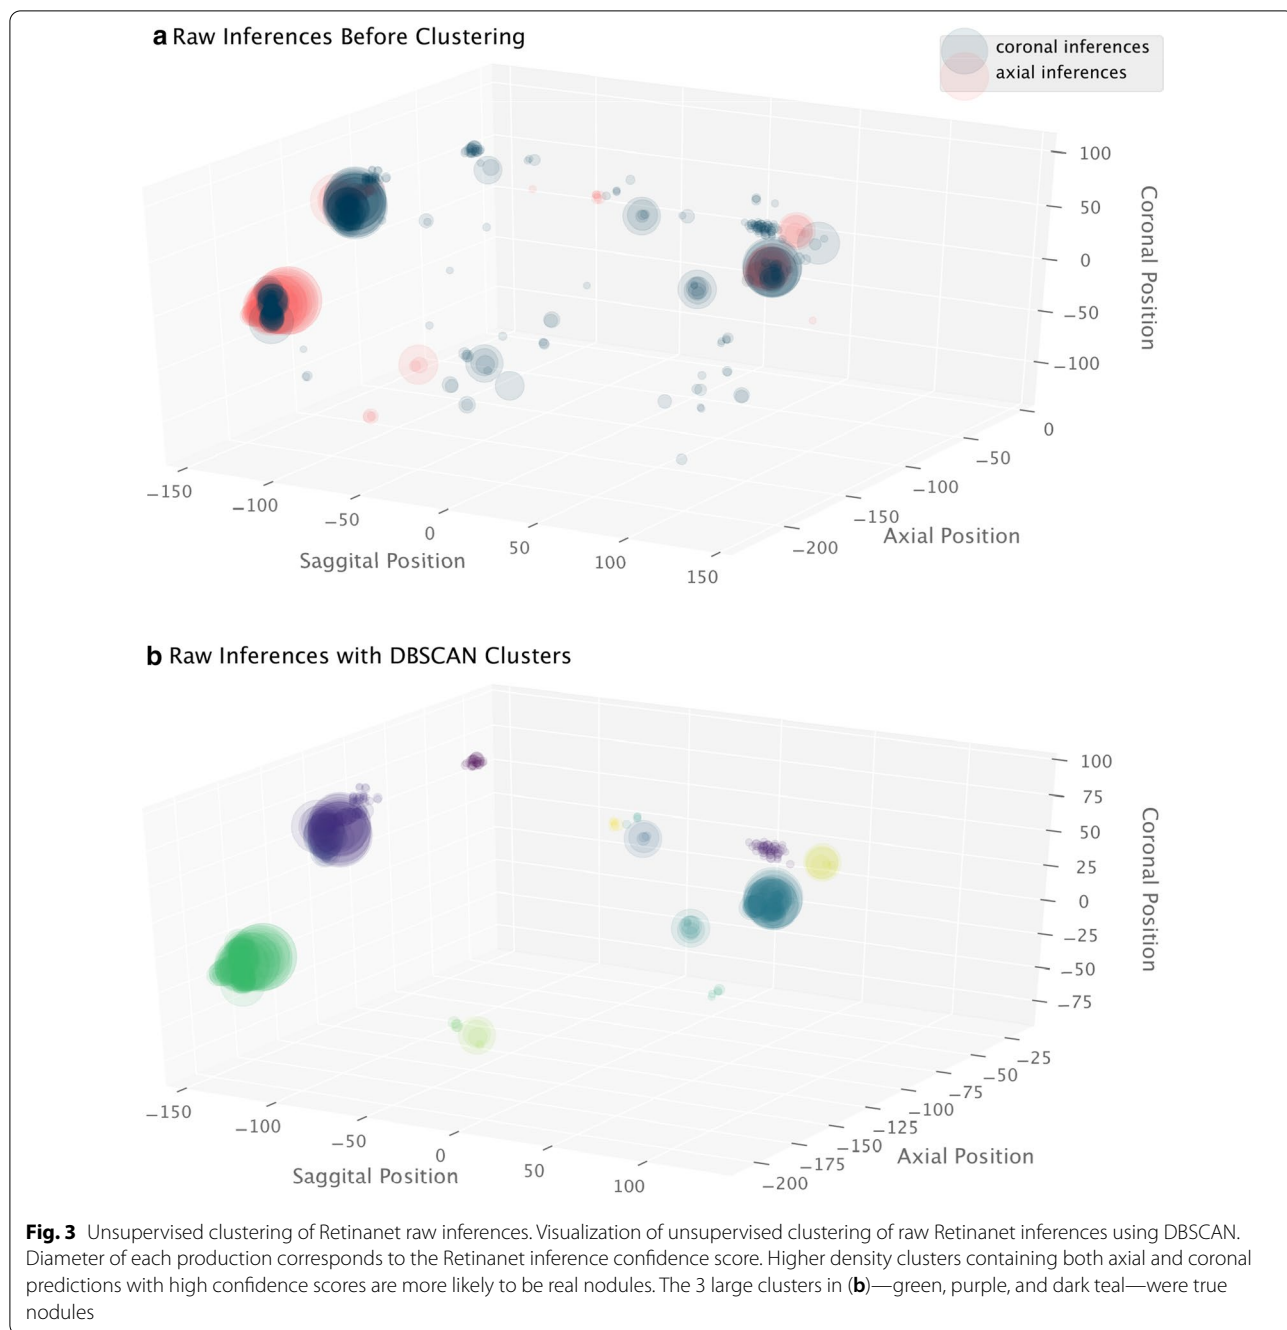 a Raw Inferences Before Clustering
coronal inferences
axial inferences
100
50
0
−50
−100
Coronal Position
0
−50
−100
−150
−200
Axial Position
−150
−100
−50
0
50
100
150
Saggital Position
b Raw Inferences with DBSCAN Clusters
100
75
50
25
0
−25
−50
−75
Coronal Position
−25
−50
−75
−100
−125
−150
−175
−200
Axial Position
−150
−100
−50
0
50
100
Saggital Position
Fig. 3 Unsupervised clustering of Retinanet raw inferences. Visualization of unsupervised clustering of raw Retinanet inferences using DBSCAN.
Diameter of each production corresponds to the Retinanet inference confidence score. Higher density clusters containing both axial and coronal
predictions with high confidence scores are more likely to be real nodules. The 3 large clusters in (b)—green, purple, and dark teal—were true
nodules